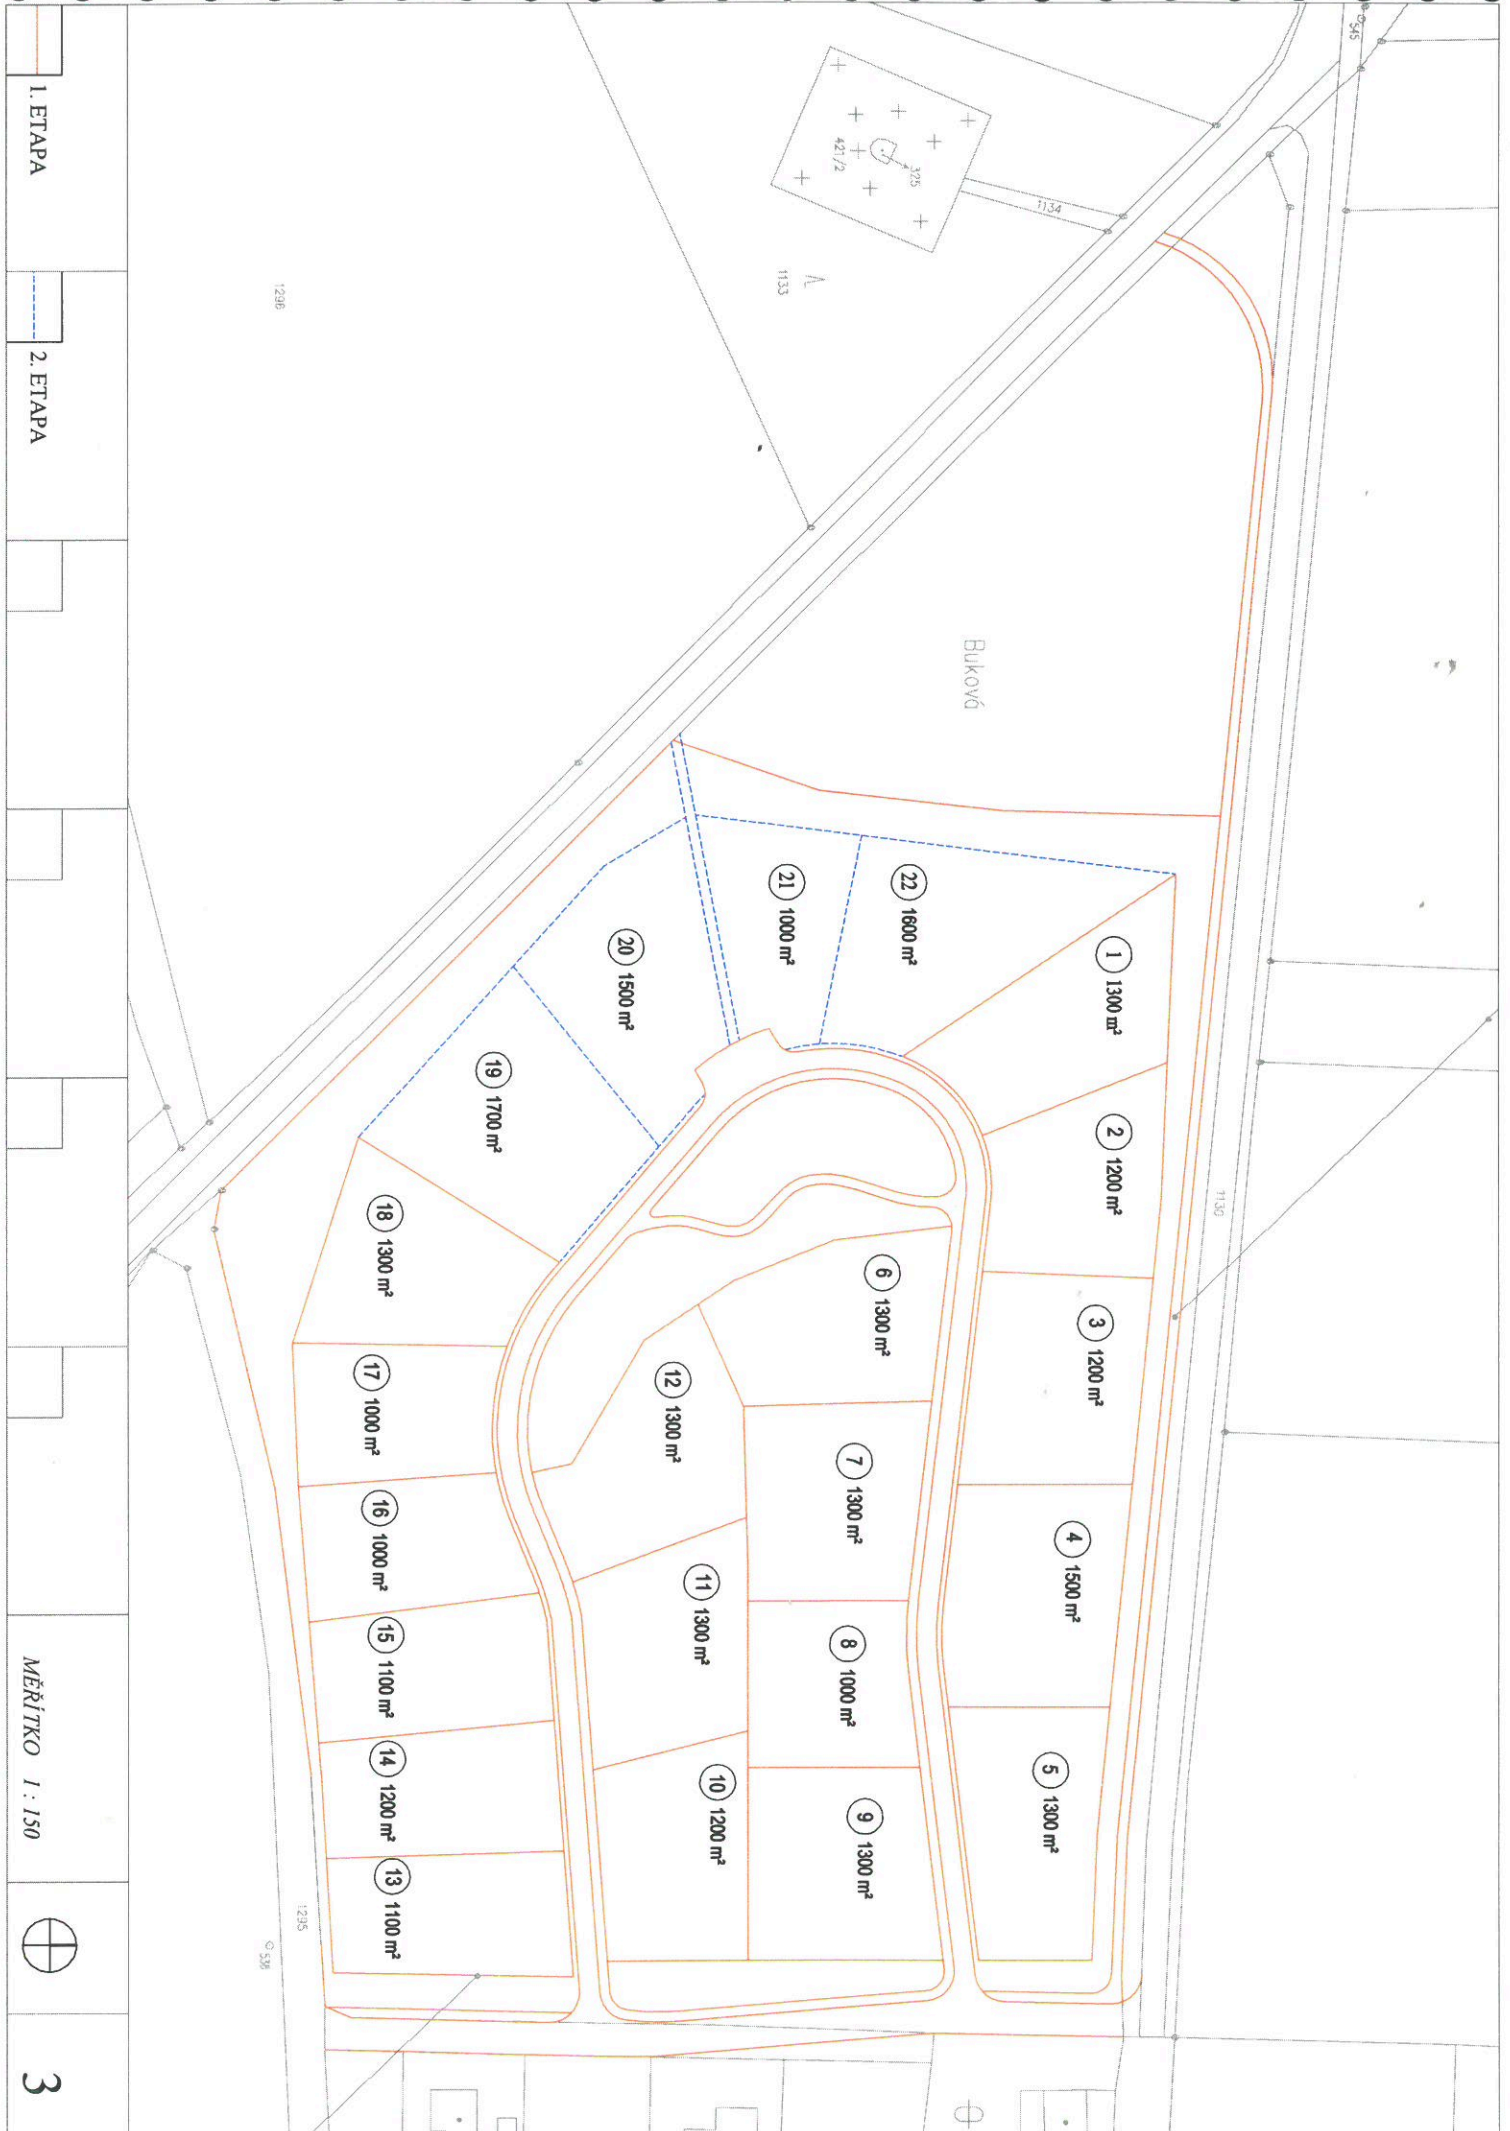 545
325
421/2
1134
1133
1296
Buková
1 1300 m²
2 1200 m²
3 1200 m²
4 1500 m²
5 1300 m²
6 1300 m²
7 1300 m²
8 1000 m²
9 1300 m²
10 1200 m²
11 1300 m²
12 1300 m²
13 1100 m²
14 1200 m²
15 1100 m²
16 1000 m²
17 1000 m²
18 1300 m²
19 1700 m²
20 1500 m²
21 1000 m²
22 1600 m²
1130
1295
538
1. ETAPA
2. ETAPA
MĚŘÍTKO 1 : 150
3